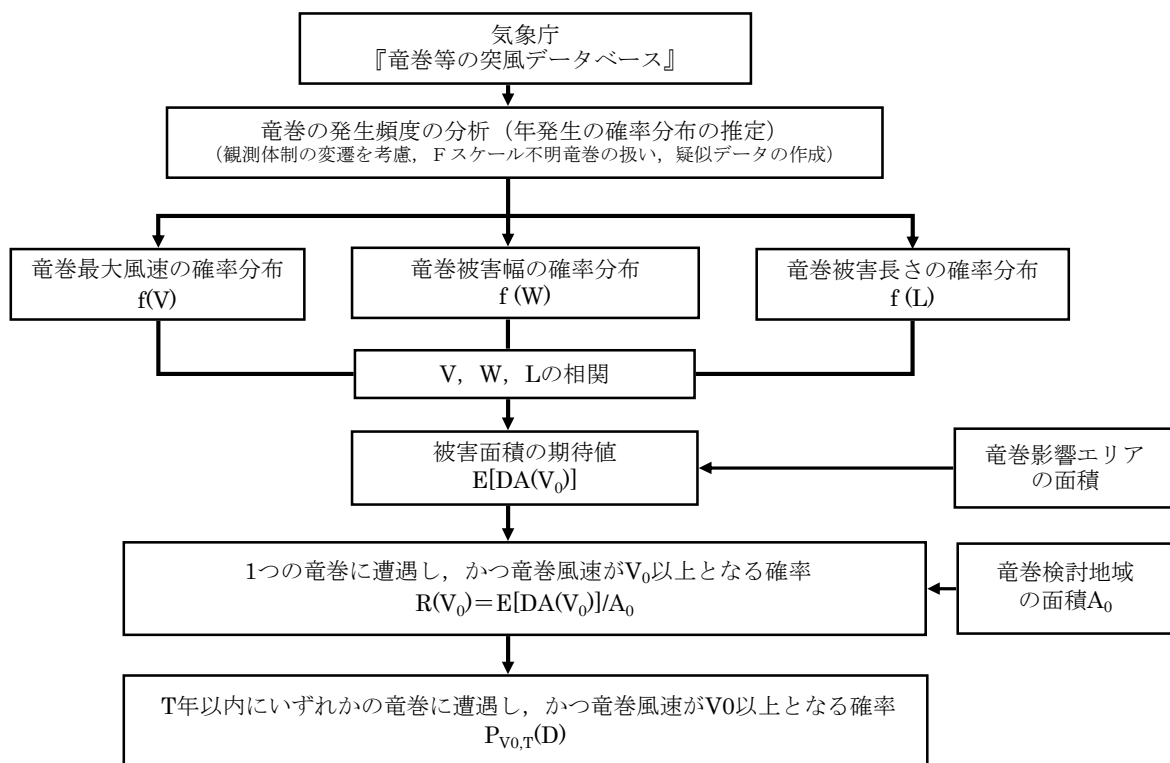 気象庁
『竜巻等の突風データベース』
竜巻の発生頻度の分析（年発生の確率分布の推定）
（観測体制の変遷を考慮，Ｆスケール不明竜巻の扱い，疑似データの作成）
竜巻最大風速の確率分布
f(V)
竜巻被害幅の確率分布
f (W)
竜巻被害長さの確率分布
f (L)
V，W，Lの相関
被害面積の期待値
E[DA(V₀)]
竜巻影響エリア
の面積
1つの竜巻に遭遇し，かつ竜巻風速がV₀以上となる確率
R(V₀)＝E[DA(V₀)]/A₀
竜巻検討地域
の面積A₀
T年以内にいずれかの竜巻に遭遇し，かつ竜巻風速がV0以上となる確率
P_{V0,T}(D)